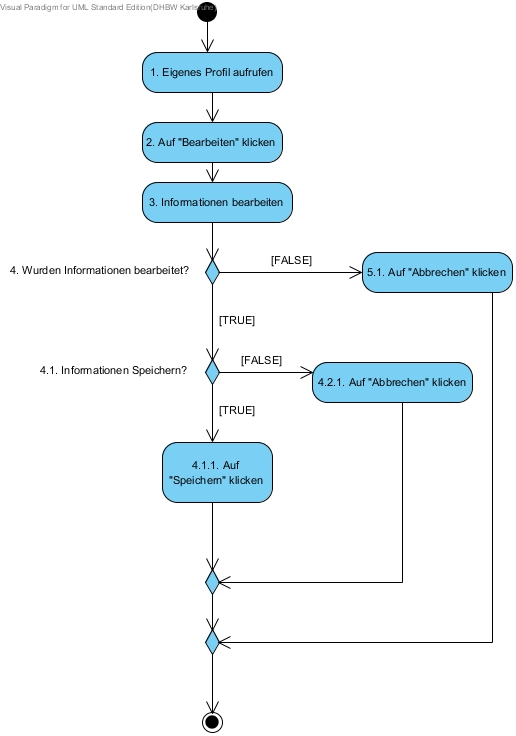 Visual Paradigm for UML Standard Edition(DHBW Karlsruhe)
1. Eigenes Profil aufrufen
2. Auf "Bearbeiten" klicken
3. Informationen bearbeiten
4. Wurden Informationen bearbeitet?
[FALSE]
5.1. Auf "Abbrechen" klicken
[TRUE]
4.1. Informationen Speichern?
[FALSE]
4.2.1. Auf "Abbrechen" klicken
[TRUE]
4.1.1. Auf
"Speichern" klicken